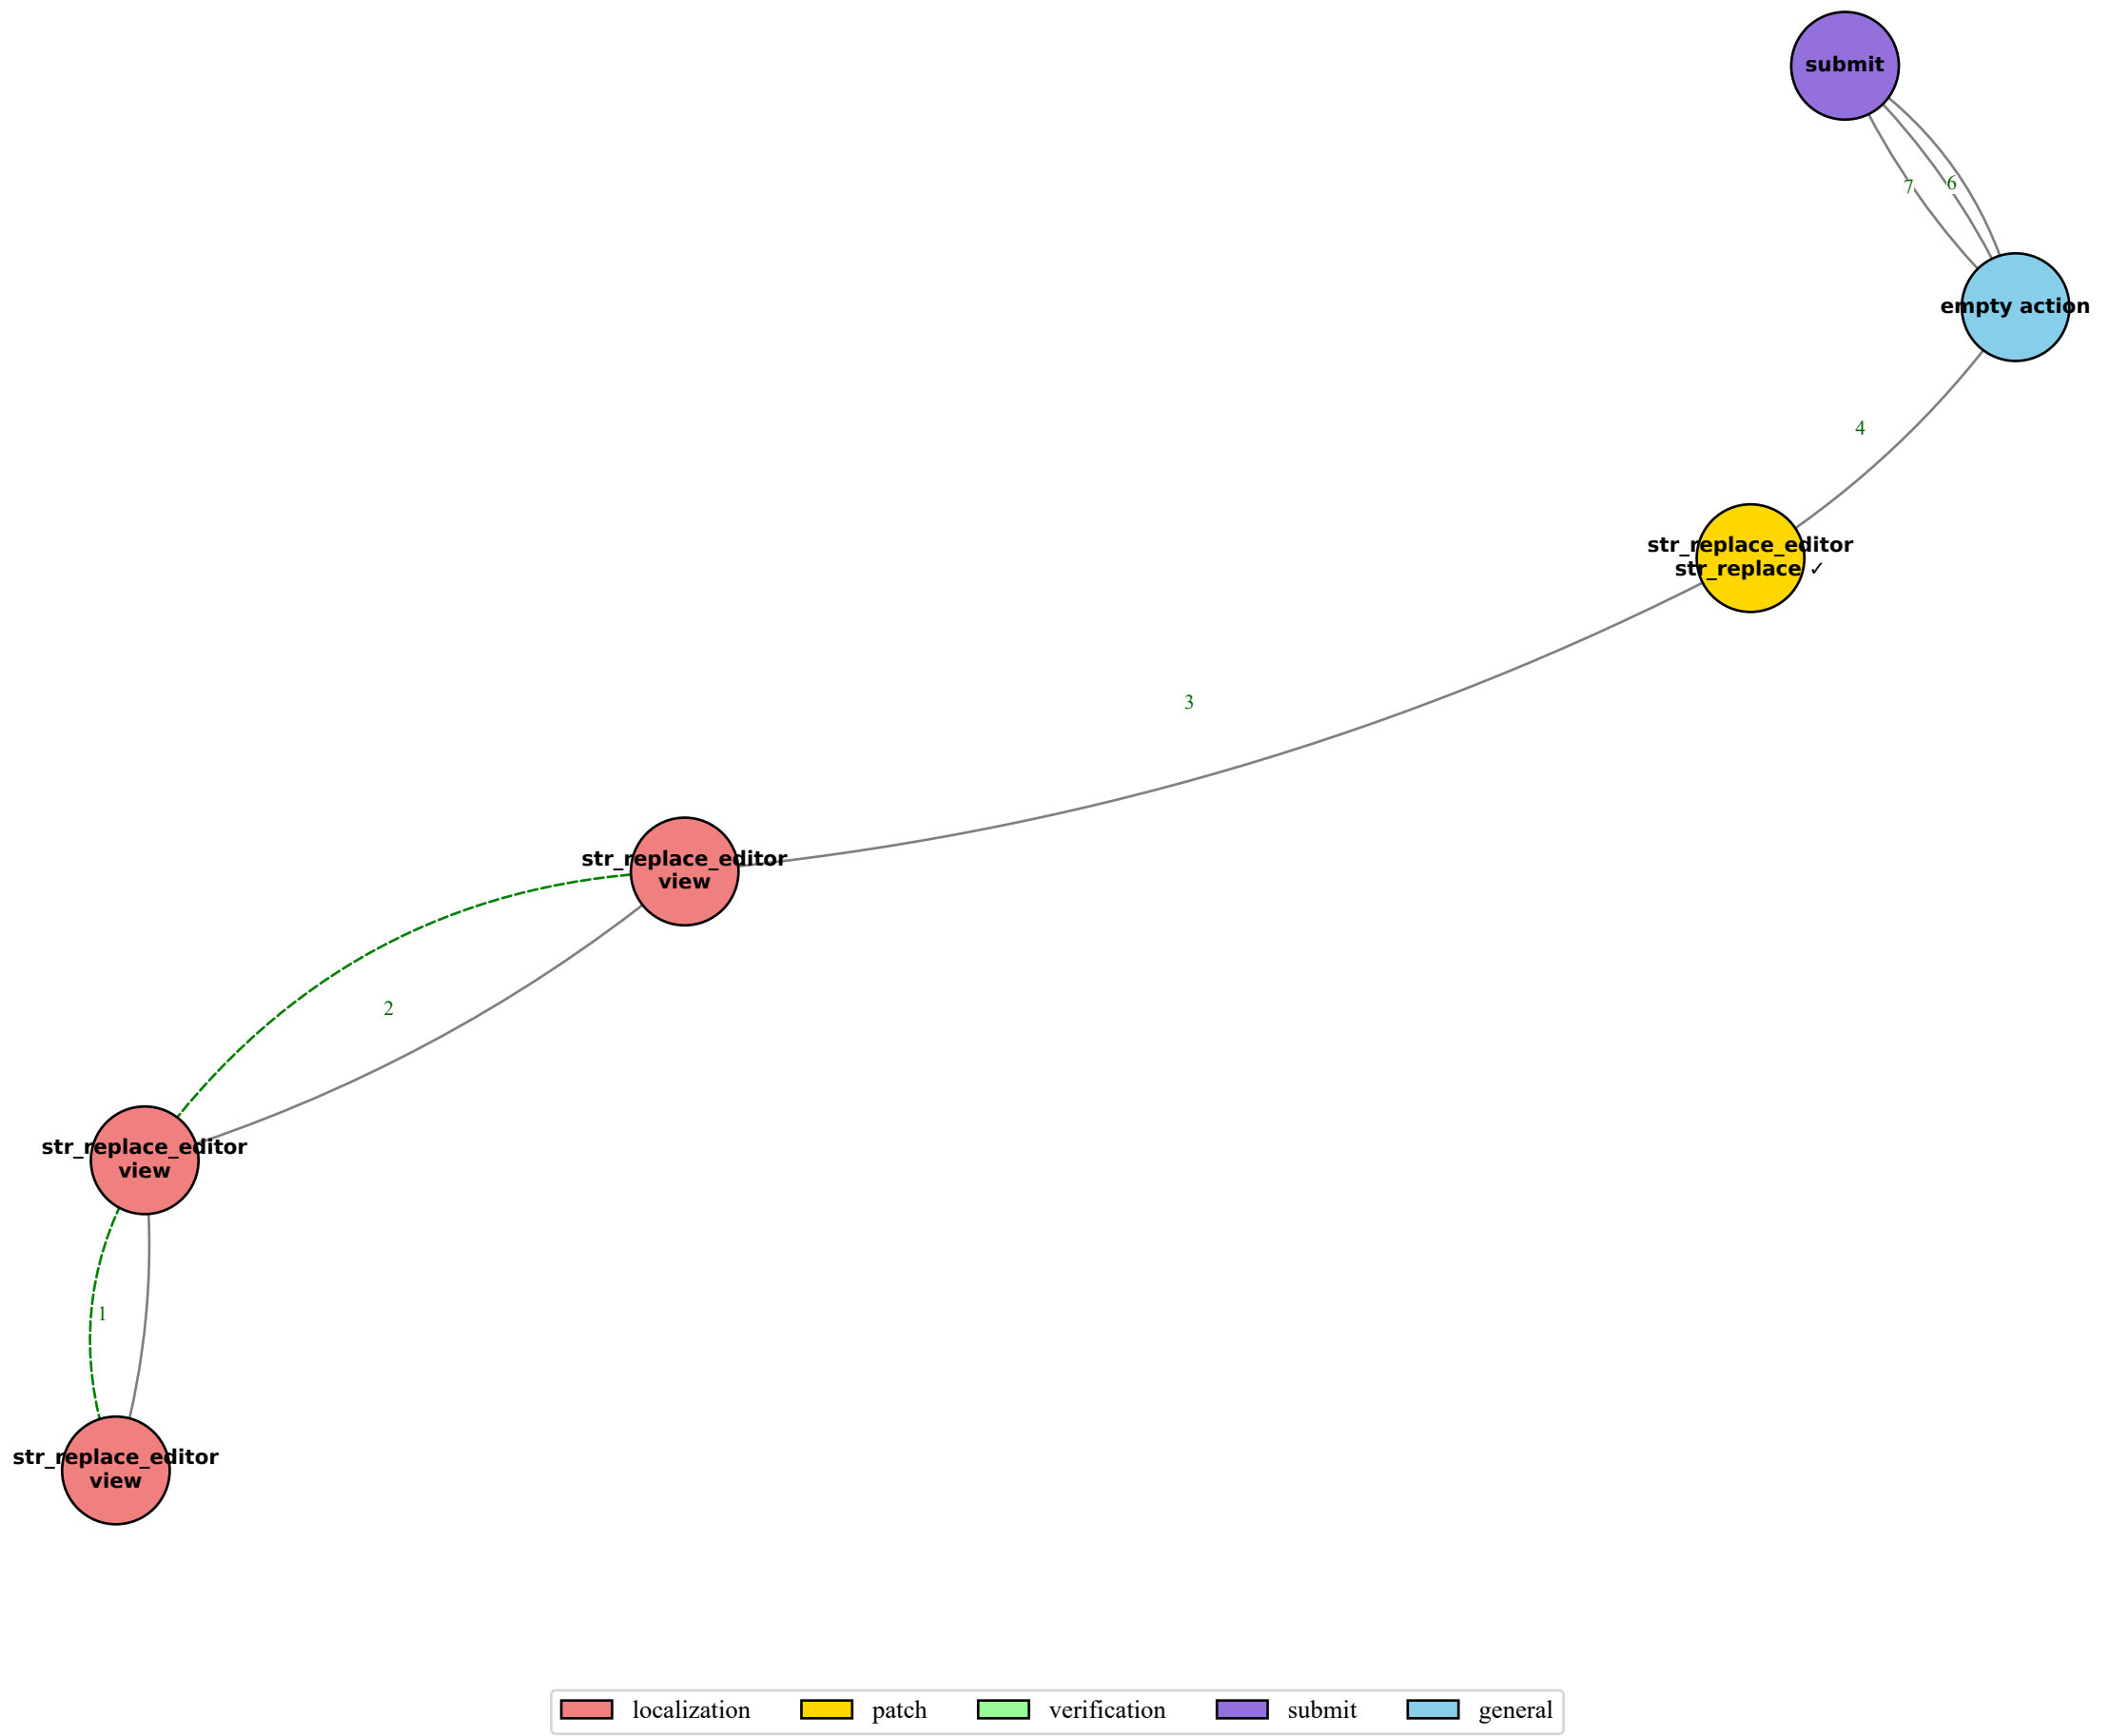 submit
7
6
empty action
4
str_replace_editor
str_replace ✓
3
str_replace_editor
view
2
str_replace_editor
view
1
str_replace_editor
view
localization patch verification submit general